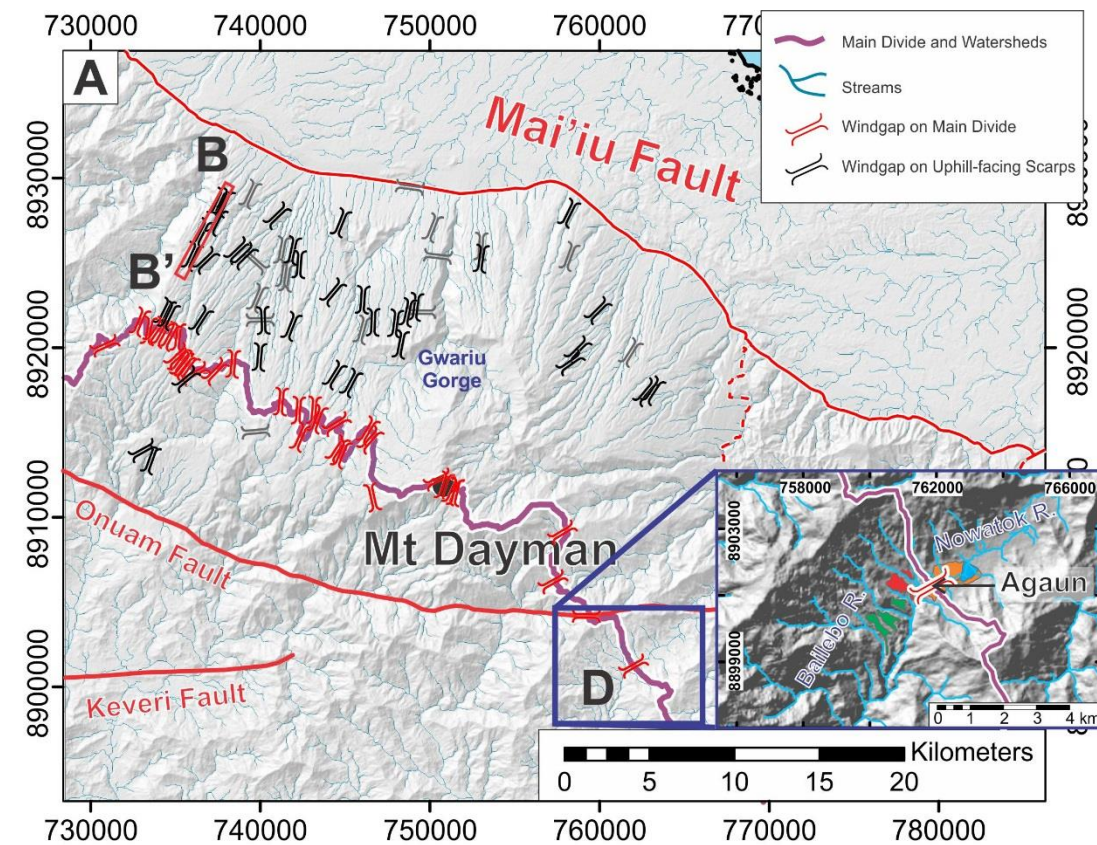 730000 740000 750000 760000
A
Main Divide and Watersheds
Streams
Windgap on Main Divide
Windgap on Uphill-facing Scarps
Mai'iu Fault
B
B'
8930000
8920000
8910000
8900000
8920000
Gwariu
Gorge
Onuam Fault
Mt Dayman
Keveri Fault
D
758000 762000 766000
8903000
8899000
Nowatok R.
Agaun
Bailebo R.
0 1 2 3 4 km
Kilometers
0 5 10 15 20
730000 740000 750000 760000 770000 780000